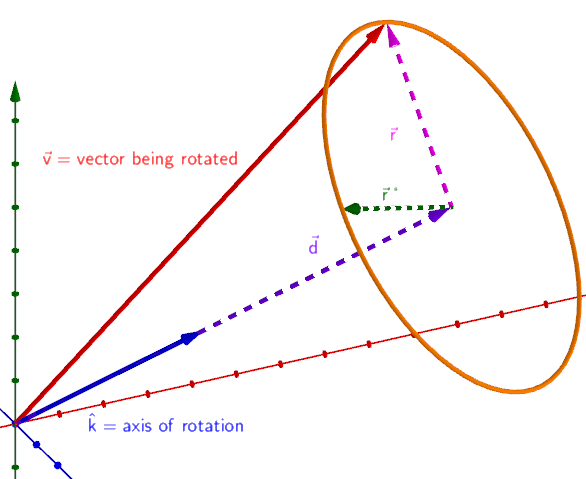 v⃗ = vector being rotated
r⃗
r⃗ *
d⃗
k̂ = axis of rotation